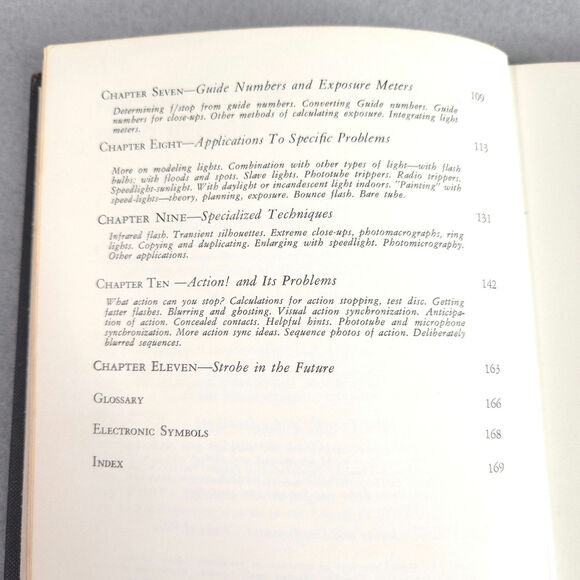 CHAPTER SEVEN—Guide Numbers and Exposure Meters 109
Determining f/stop from guide numbers. Converting Guide numbers. Guide
numbers for close-ups. Other methods of calculating exposure. Integrating light
meters.
CHAPTER EIGHT—Applications To Specific Problems 113
More on modeling lights. Combination with other types of light—with flash
bulbs; with floods and spots. Slave lights. Phototube trippers. Radio trippers.
Speedlight-sunlight. With daylight or incandescent light indoors. "Painting" with
speed-lights—theory, planning, exposure. Bounce flash. Bare tube.
CHAPTER NINE—Specialized Techniques 131
Infrared flash. Transient silhouettes. Extreme close-ups, photomacrographs, ring
lights. Copying and duplicating. Enlarging with speedlight. Photomicrography.
Other applications.
CHAPTER TEN—Action! and Its Problems 142
What action can you stop? Calculations for action stopping, test disc. Getting
faster flashes. Blurring and ghosting. Visual action synchronization. Anticipa-
tion of action. Concealed contacts. Helpful hints. Phototube and microphone
synchronization. More action sync ideas. Sequence photos of action. Deliberately
blurred sequences.
CHAPTER ELEVEN—Strobe in the Future 163
GLOSSARY 166
ELECTRONIC SYMBOLS 168
INDEX 169